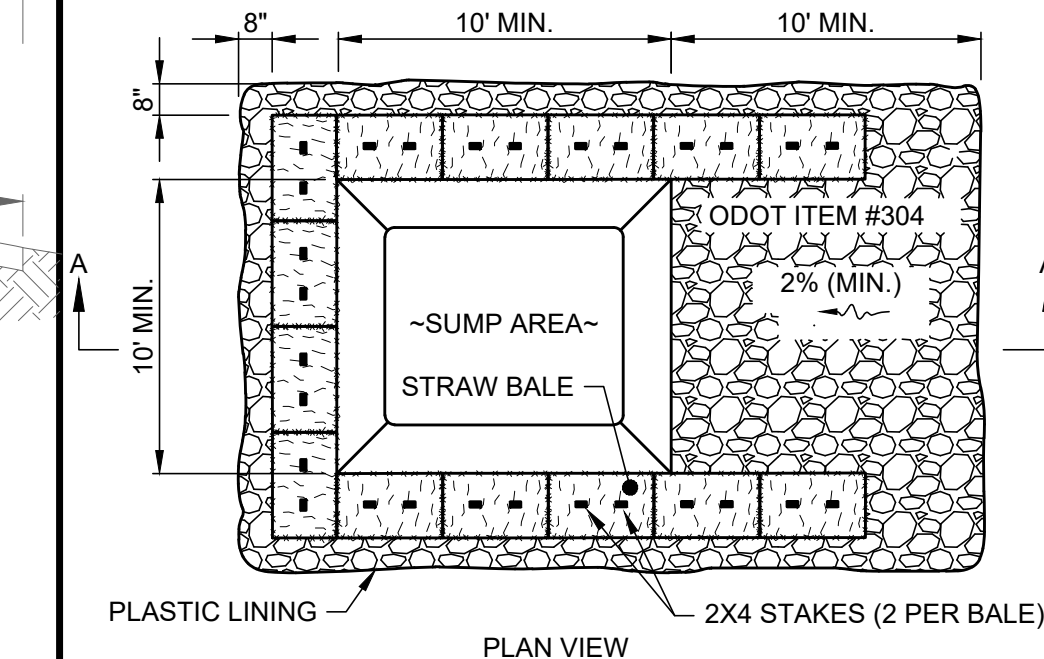 8"
10' MIN.
10' MIN.
8"
ODOT ITEM #304
2% (MIN.)
A
10' MIN.
~SUMP AREA~
STRAW BALE
PLASTIC LINING
2X4 STAKES (2 PER BALE)
PLAN VIEW